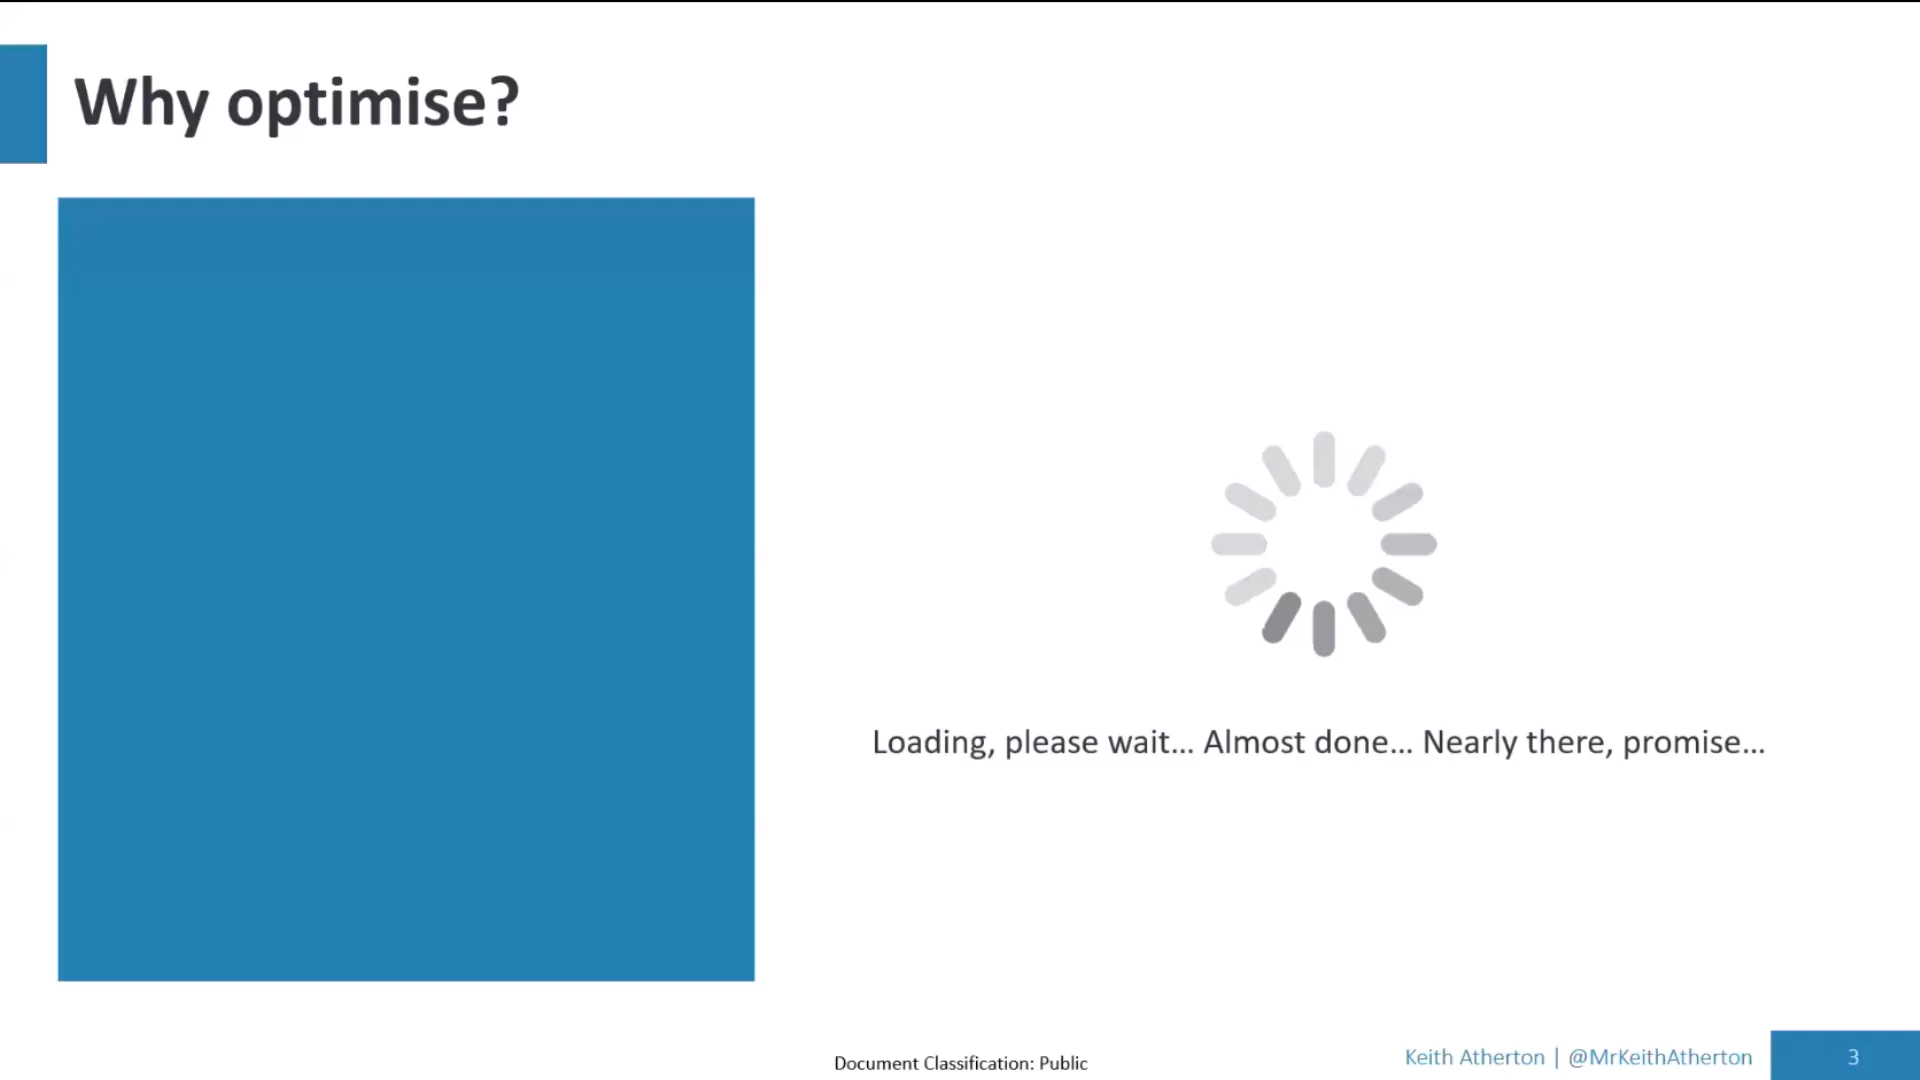 Why optimise?
Loading, please wait... Almost done... Nearly there, promise...
Document Classification: Public
Keith Atherton | @MrKeithAtherton
3